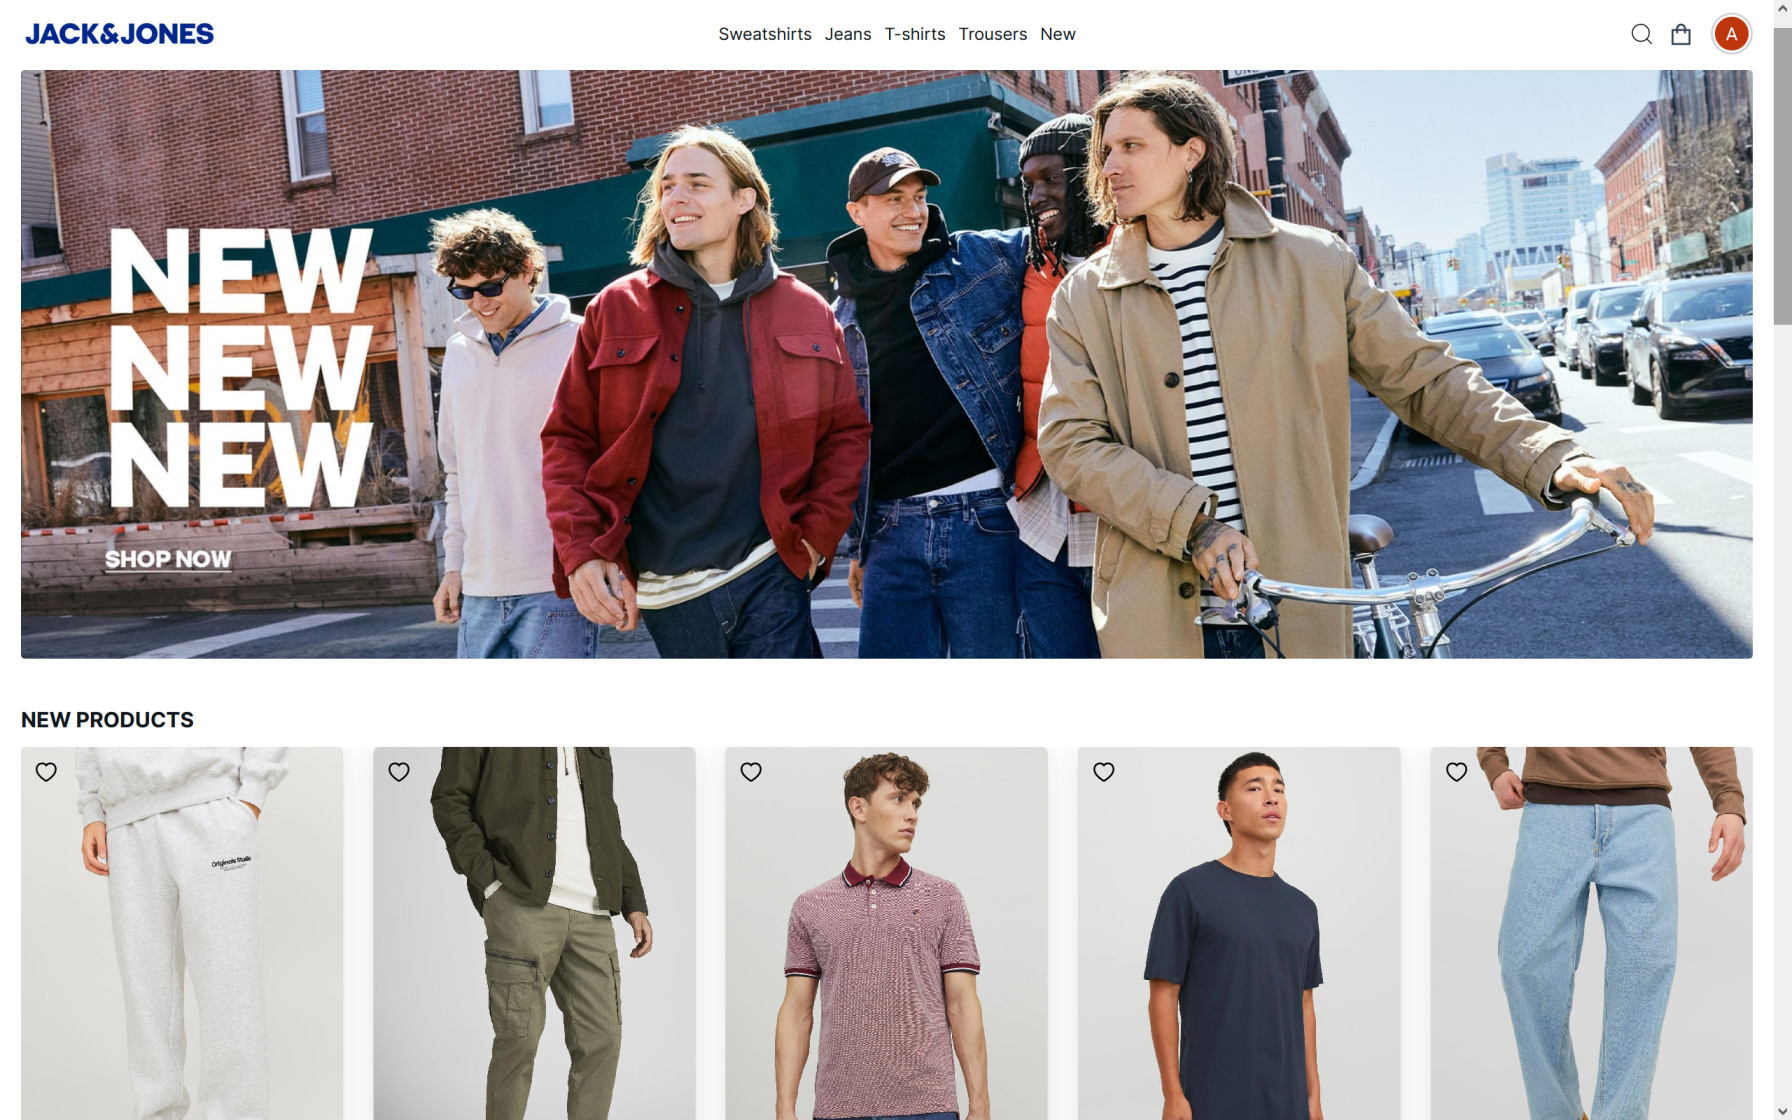 JACK&JONES
Sweatshirts Jeans T-shirts Trousers New
A
NEW
NEW
NEW
SHOP NOW
NEW PRODUCTS
Originals Studio